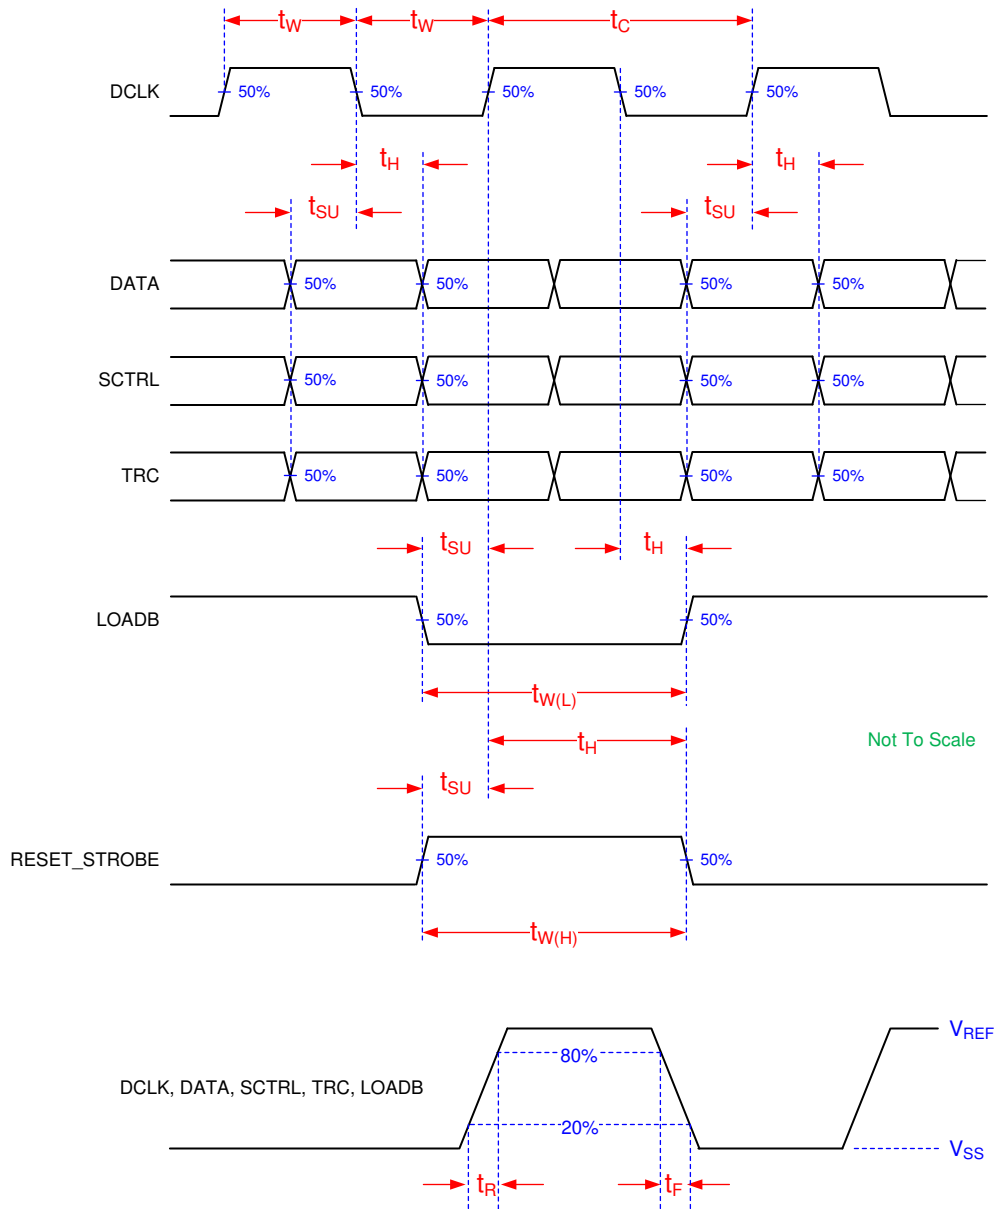 tW tW tC
DCLK 50% 50% 50% 50% 50%
tH tH
tSU tSU
DATA 50% 50% 50% 50%
SCTRL 50% 50% 50% 50%
TRC 50% 50% 50% 50%
tSU tH
LOADB 50% 50%
tW(L)
tH Not To Scale
tSU
RESET_STROBE 50% 50%
tW(H)
VREF
80%
DCLK, DATA, SCTRL, TRC, LOADB
20%
VSS
tR tF